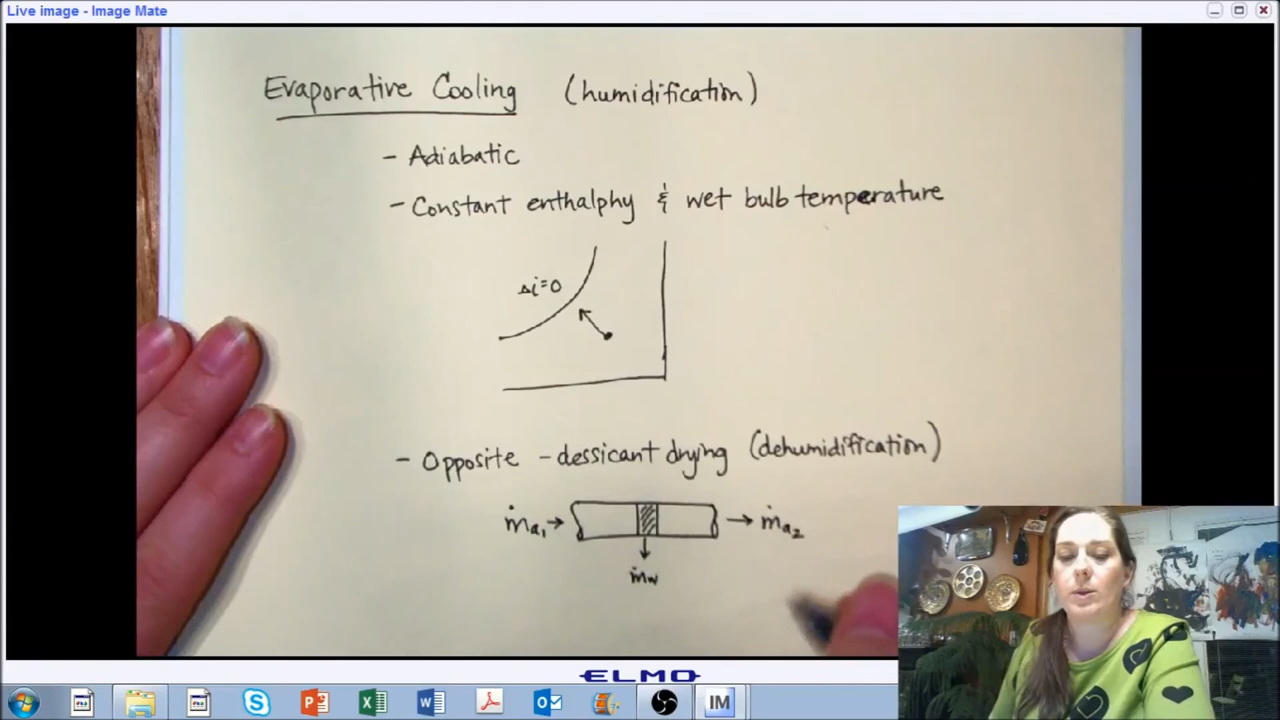 Live image - Image Mate
Evaporative Cooling (humidification)
- Adiabatic
- Constant enthalphy & wet bulb temperature
Δi=0
- Opposite - dessicant drying (dehumidification)
ṁa1 → → ṁa2
ṁw
ELMO
IM